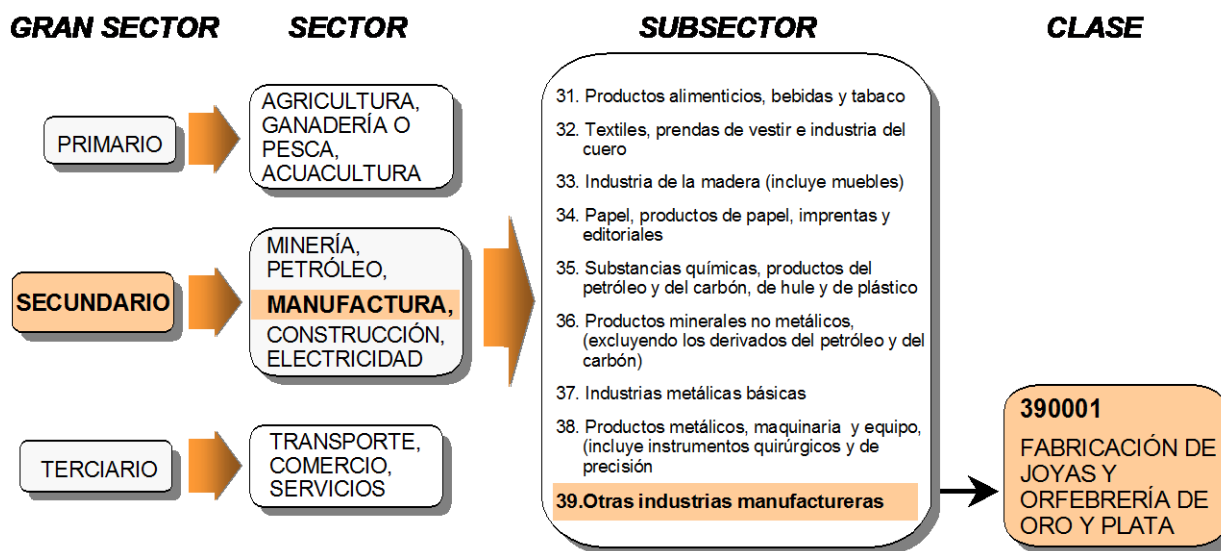 GRAN SECTOR
SECTOR
SUBSECTOR
CLASE
PRIMARIO
AGRICULTURA,
GANADERÍA O
PESCA,
ACUACULTURA
SECUNDARIO
MINERÍA,
PETRÓLEO,
MANUFACTURA,
CONSTRUCCIÓN,
ELECTRICIDAD
TERCIARIO
TRANSPORTE,
COMERCIO,
SERVICIOS
31. Productos alimenticios, bebidas y tabaco
32. Textiles, prendas de vestir e industria del
cuero
33. Industria de la madera (incluye muebles)
34. Papel, productos de papel, imprentas y
editoriales
35. Substancias químicas, productos del
petróleo y del carbón, de hule y de plástico
36. Productos minerales no metálicos,
(excluyendo los derivados del petróleo y del
carbón)
37. Industrias metálicas básicas
38. Productos metálicos, maquinaria y equipo,
(incluye instrumentos quirúrgicos y de
precisión
39.Otras industrias manufactureras
390001
FABRICACIÓN DE
JOYAS Y
ORFEBRERÍA DE
ORO Y PLATA